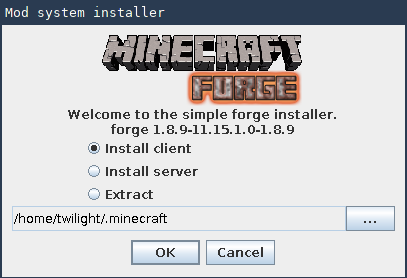 Mod system installer
MINECRAFT
FORGE
Welcome to the simple forge installer.
forge 1.8.9-11.15.1.0-1.8.9
Install client
Install server
Extract
/home/twilight/.minecraft
...
OK
Cancel